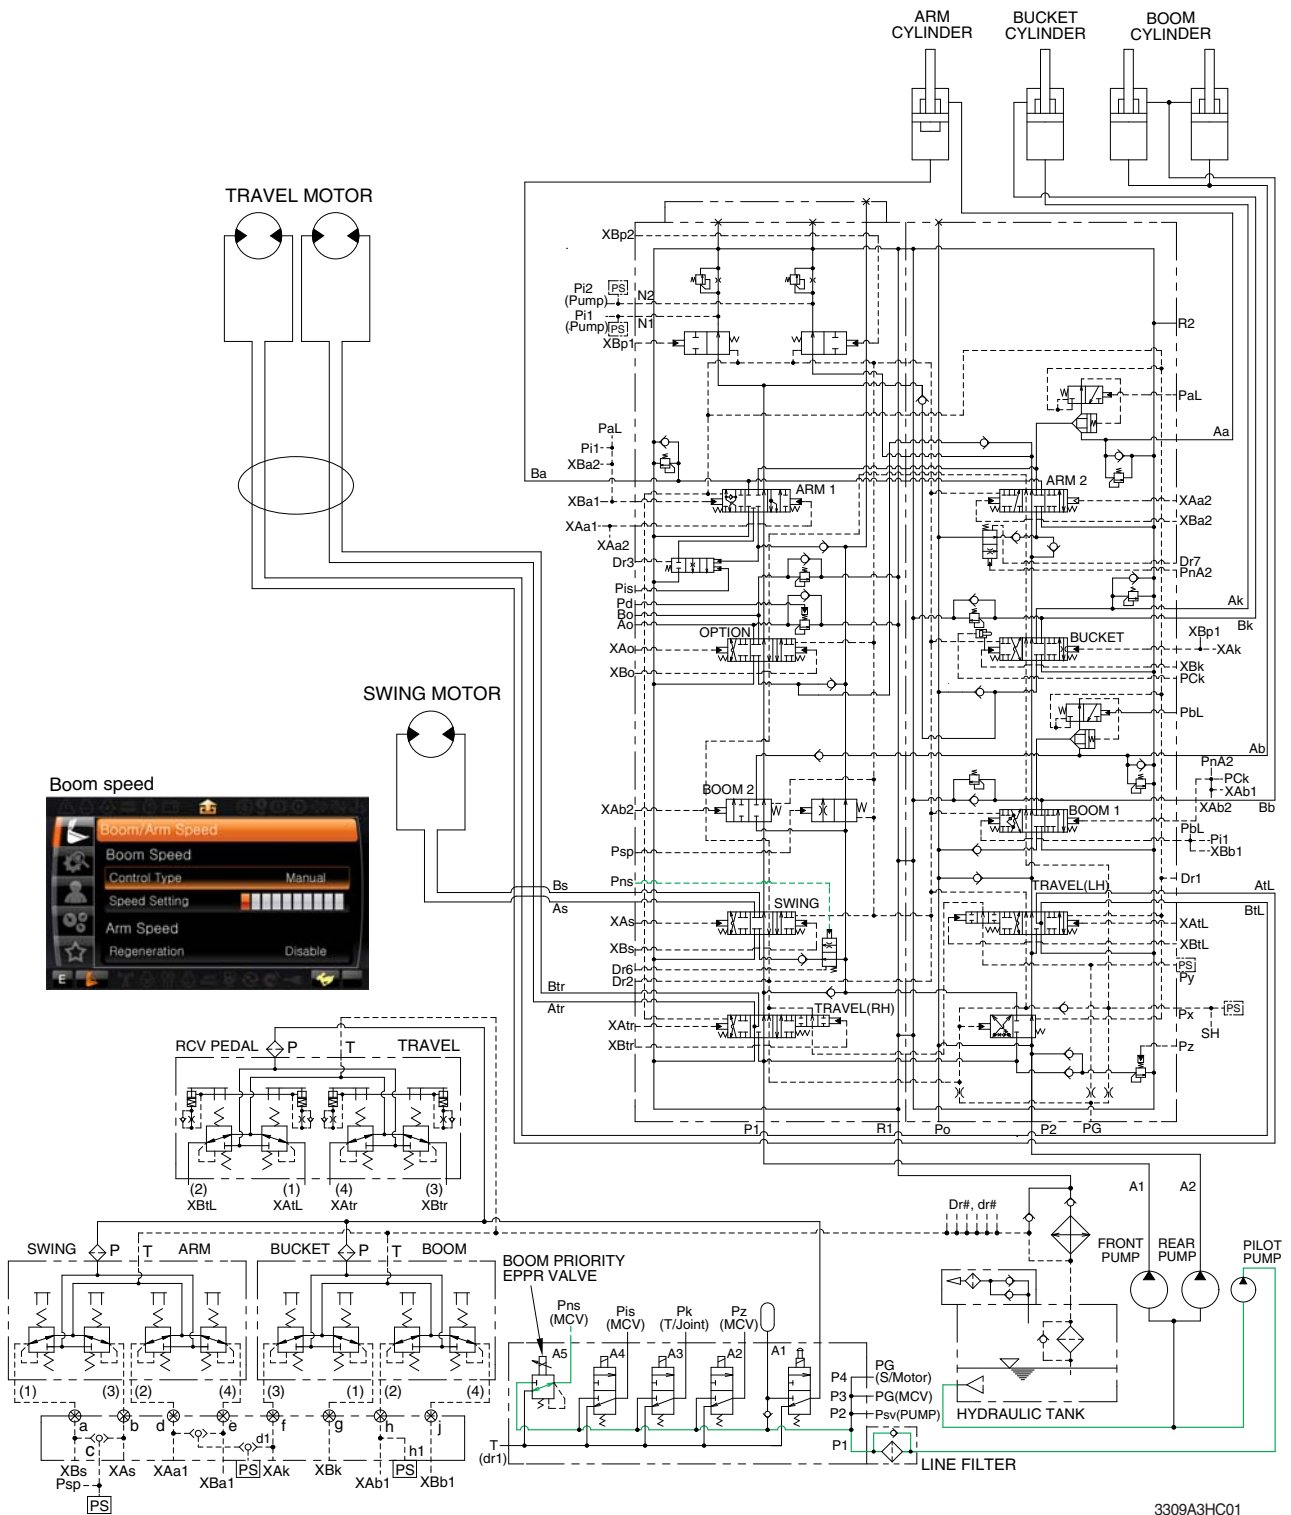 ARM
CYLINDER
BUCKET
CYLINDER
BOOM
CYLINDER
TRAVEL MOTOR
XBp2
Pi2
(Pump)
PS
N2
Pi1
(Pump)
PS
N1
XBp1
R2
PaL
Aa
PaL
Pi1
XBa2
Ba
XBa1
ARM 1
ARM 2
XAa2
XBa2
XAa1
XAa2
Dr3
Dr7
PnA2
Pis
Pd
Bo
Ao
Ak
Bk
OPTION
BUCKET
XBp1
XAk
XAo
XBo
XBk
PCk
SWING MOTOR
PbL
Ab
PnA2
PCk
XAb1
XAb2
Bb
BOOM 2
XAb2
BOOM 1
PbL
Pi1
XBb1
Psp
Pns
Dr1
Boom speed
Boom/Arm Speed
Boom Speed
Control Type Manual
Speed Setting
Arm Speed
Regeneration Disable
E
Bs
As
SWING
TRAVEL(LH)
AtL
BtL
XAs
XBs
XAtL
XBtL
Dr6
Dr2
PS
Py
Btr
Atr
TRAVEL(RH)
XAtr
XBtr
Px
PS
SH
Pz
P1
R1
Po
P2
PG
RCV PEDAL
P
T
TRAVEL
(2)
XBtL
(1)
XAtL
(4)
XAtr
(3)
XBtr
A1
A2
Dr#, dr#
FRONT
PUMP
REAR
PUMP
PILOT
PUMP
SWING
P
T
ARM
BUCKET
P
T
BOOM
BOOM PRIORITY
EPPR VALVE
Pns
(MCV)
Pis
(MCV)
Pk
(T/Joint)
Pz
(MCV)
A5
A4
A3
A2
A1
P4
PG
(S/Motor)
P3
PG(MCV)
P2
Psv(PUMP)
P1
T
(dr1)
LINE FILTER
HYDRAULIC TANK
(1)
(3)
(2)
(4)
(3)
(1)
(2)
(4)
a
b
d
e
f
g
h
j
c
d1
h1
XBs
XAs
XAa1
XBa1
PS
XAk
XBk
XAb1
PS
XBb1
Psp
PS
3309A3HC01